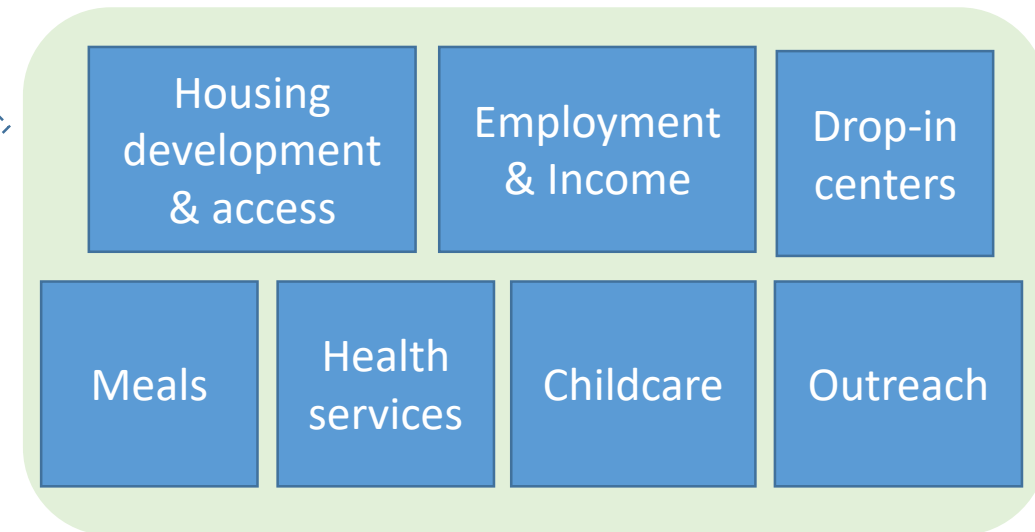 Housing
development
& access
Employment
& Income
Drop-in
centers
Meals
Health
services
Childcare
Outreach